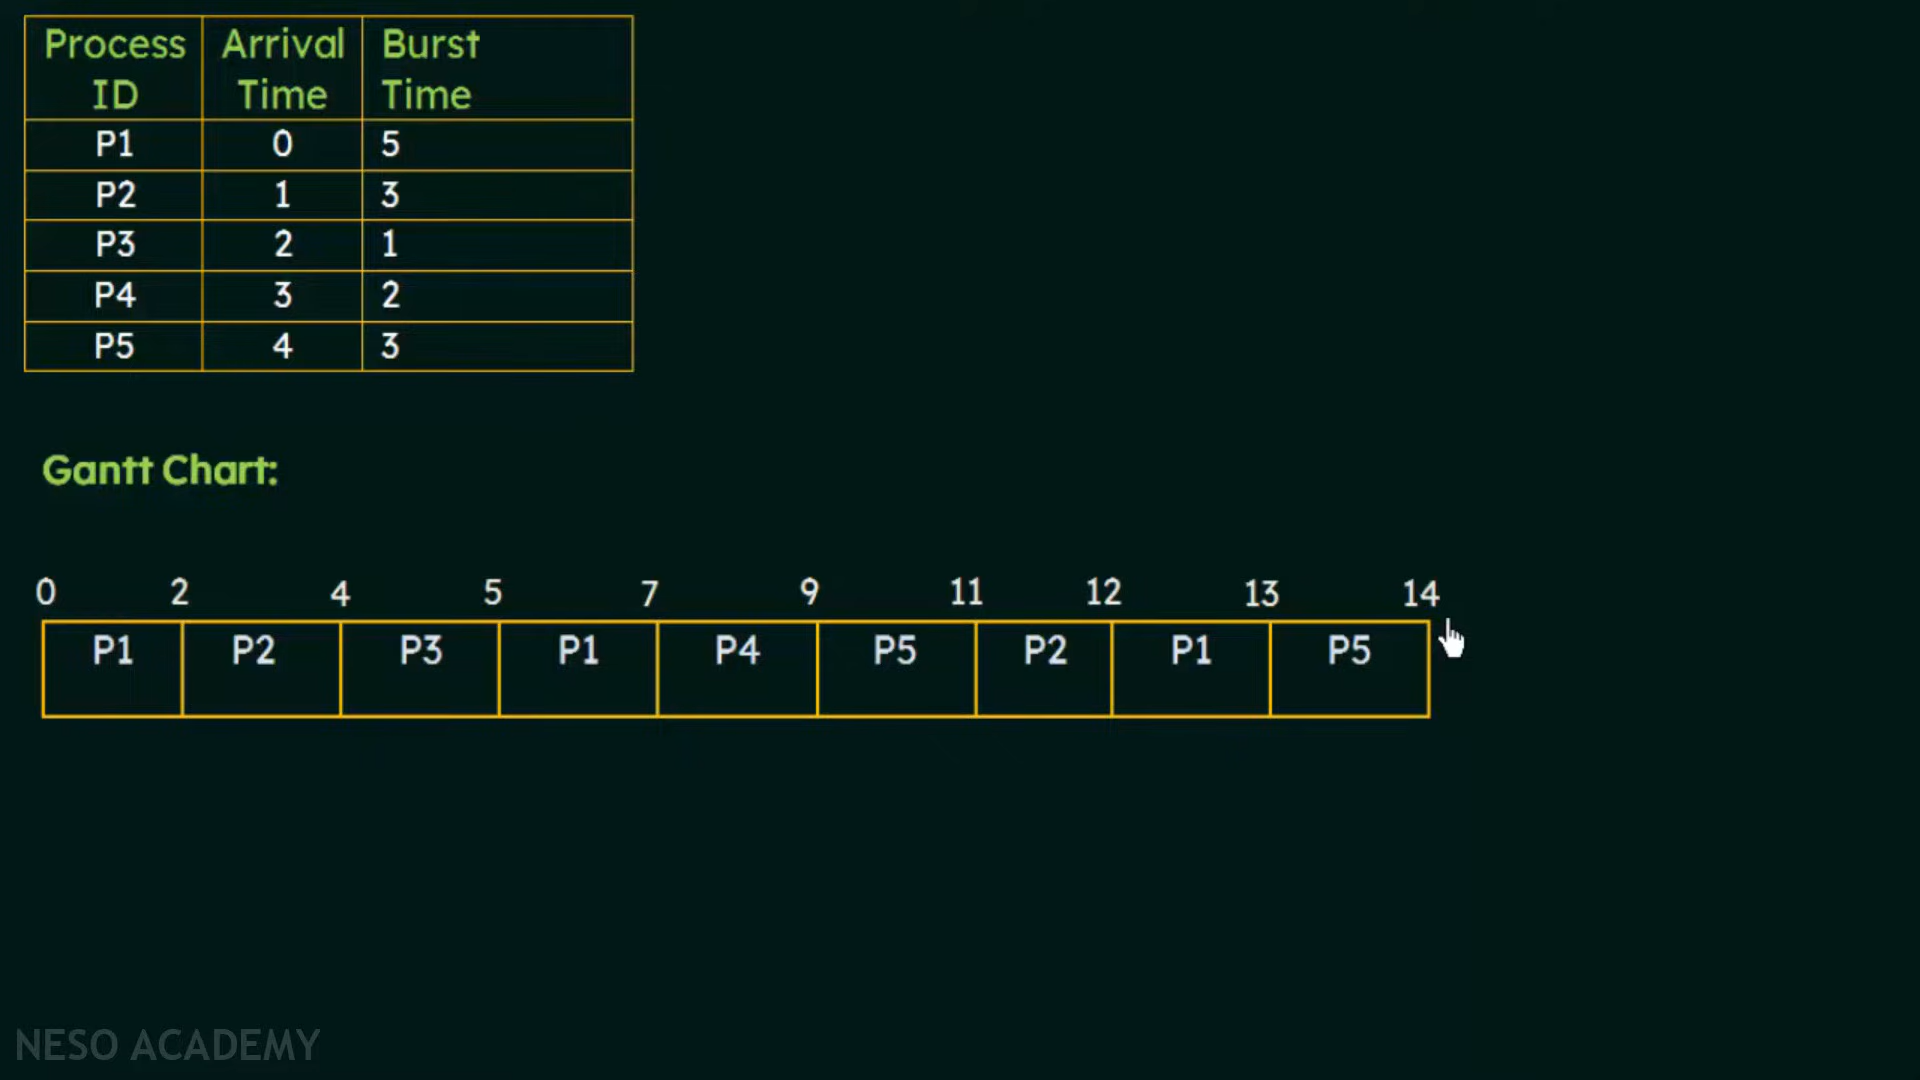 Process ID Arrival Time Burst Time
P1 0 5
P2 1 3
P3 2 1
P4 3 2
P5 4 3
Gantt Chart:
0 2 4 5 7 9 11 12 13 14
P1 P2 P3 P1 P4 P5 P2 P1 P5
NESO ACADEMY